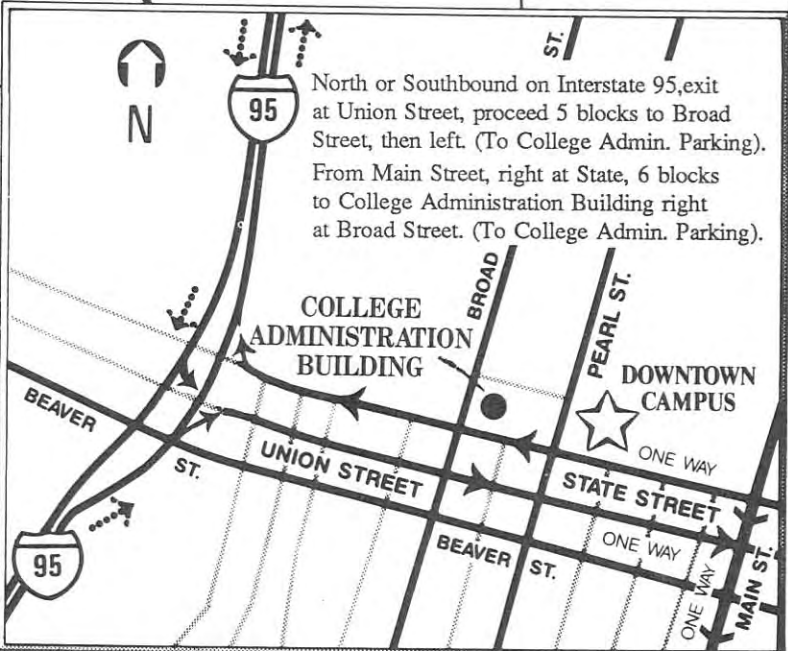 ST.
95
N
North or Southbound on Interstate 95,exit
at Union Street, proceed 5 blocks to Broad
Street, then left. (To College Admin. Parking).
From Main Street, right at State, 6 blocks
to College Administration Building right
at Broad Street. (To College Admin. Parking).
BROAD
PEARL ST.
COLLEGE
ADMINISTRATION
BUILDING
DOWNTOWN
CAMPUS
BEAVER
ST.
UNION STREET
ONE WAY
STATE STREET
ONE WAY
BEAVER ST.
95
ONE WAY
MAIN ST.